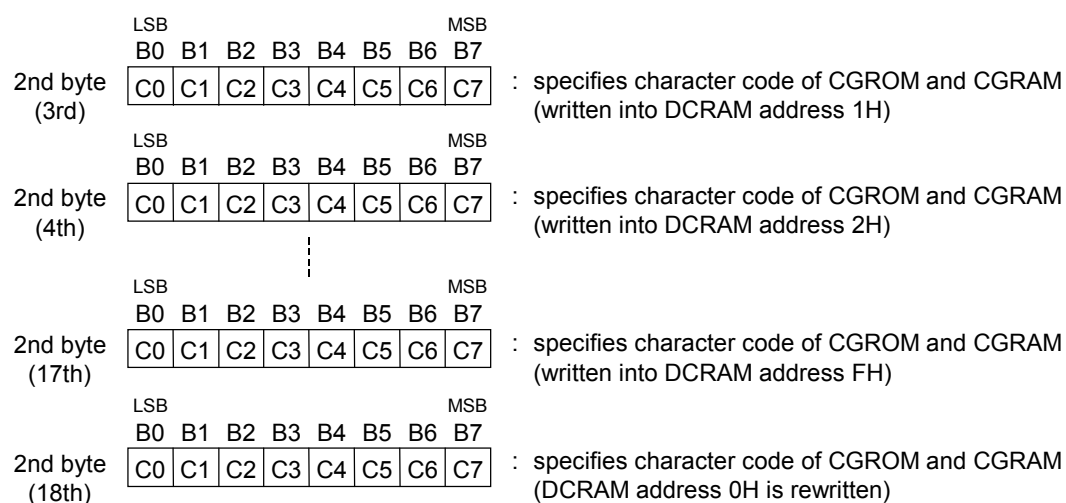 LSB MSB
B0 B1 B2 B3 B4 B5 B6 B7
2nd byte C0 C1 C2 C3 C4 C5 C6 C7 : specifies character code of CGROM and CGRAM
(3rd) (written into DCRAM address 1H)
LSB MSB
B0 B1 B2 B3 B4 B5 B6 B7
2nd byte C0 C1 C2 C3 C4 C5 C6 C7 : specifies character code of CGROM and CGRAM
(4th) (written into DCRAM address 2H)
LSB MSB
B0 B1 B2 B3 B4 B5 B6 B7
2nd byte C0 C1 C2 C3 C4 C5 C6 C7 : specifies character code of CGROM and CGRAM
(17th) (written into DCRAM address FH)
LSB MSB
B0 B1 B2 B3 B4 B5 B6 B7
2nd byte C0 C1 C2 C3 C4 C5 C6 C7 : specifies character code of CGROM and CGRAM
(18th) (DCRAM address 0H is rewritten)